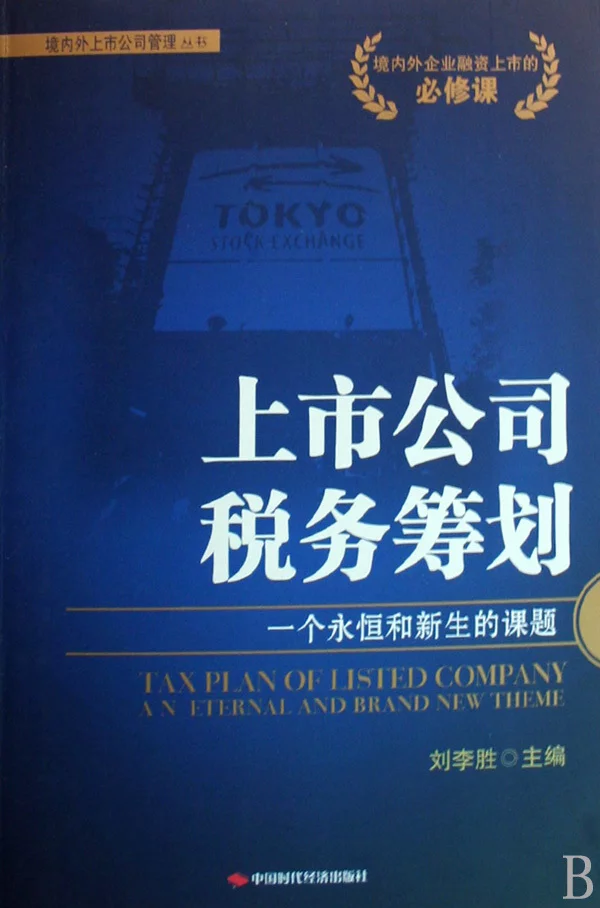 境内外上市公司管理丛书
境内外企业融资上市的
必修课
TOKYO
STOCK EXCHANGE
上市公司
税务筹划
一个永恒和新生的课题
TAX PLAN OF LISTED COMPANY
AN ETERNAL AND BRAND NEW THEME
刘李胜◎主编
中国时代经济出版社
B